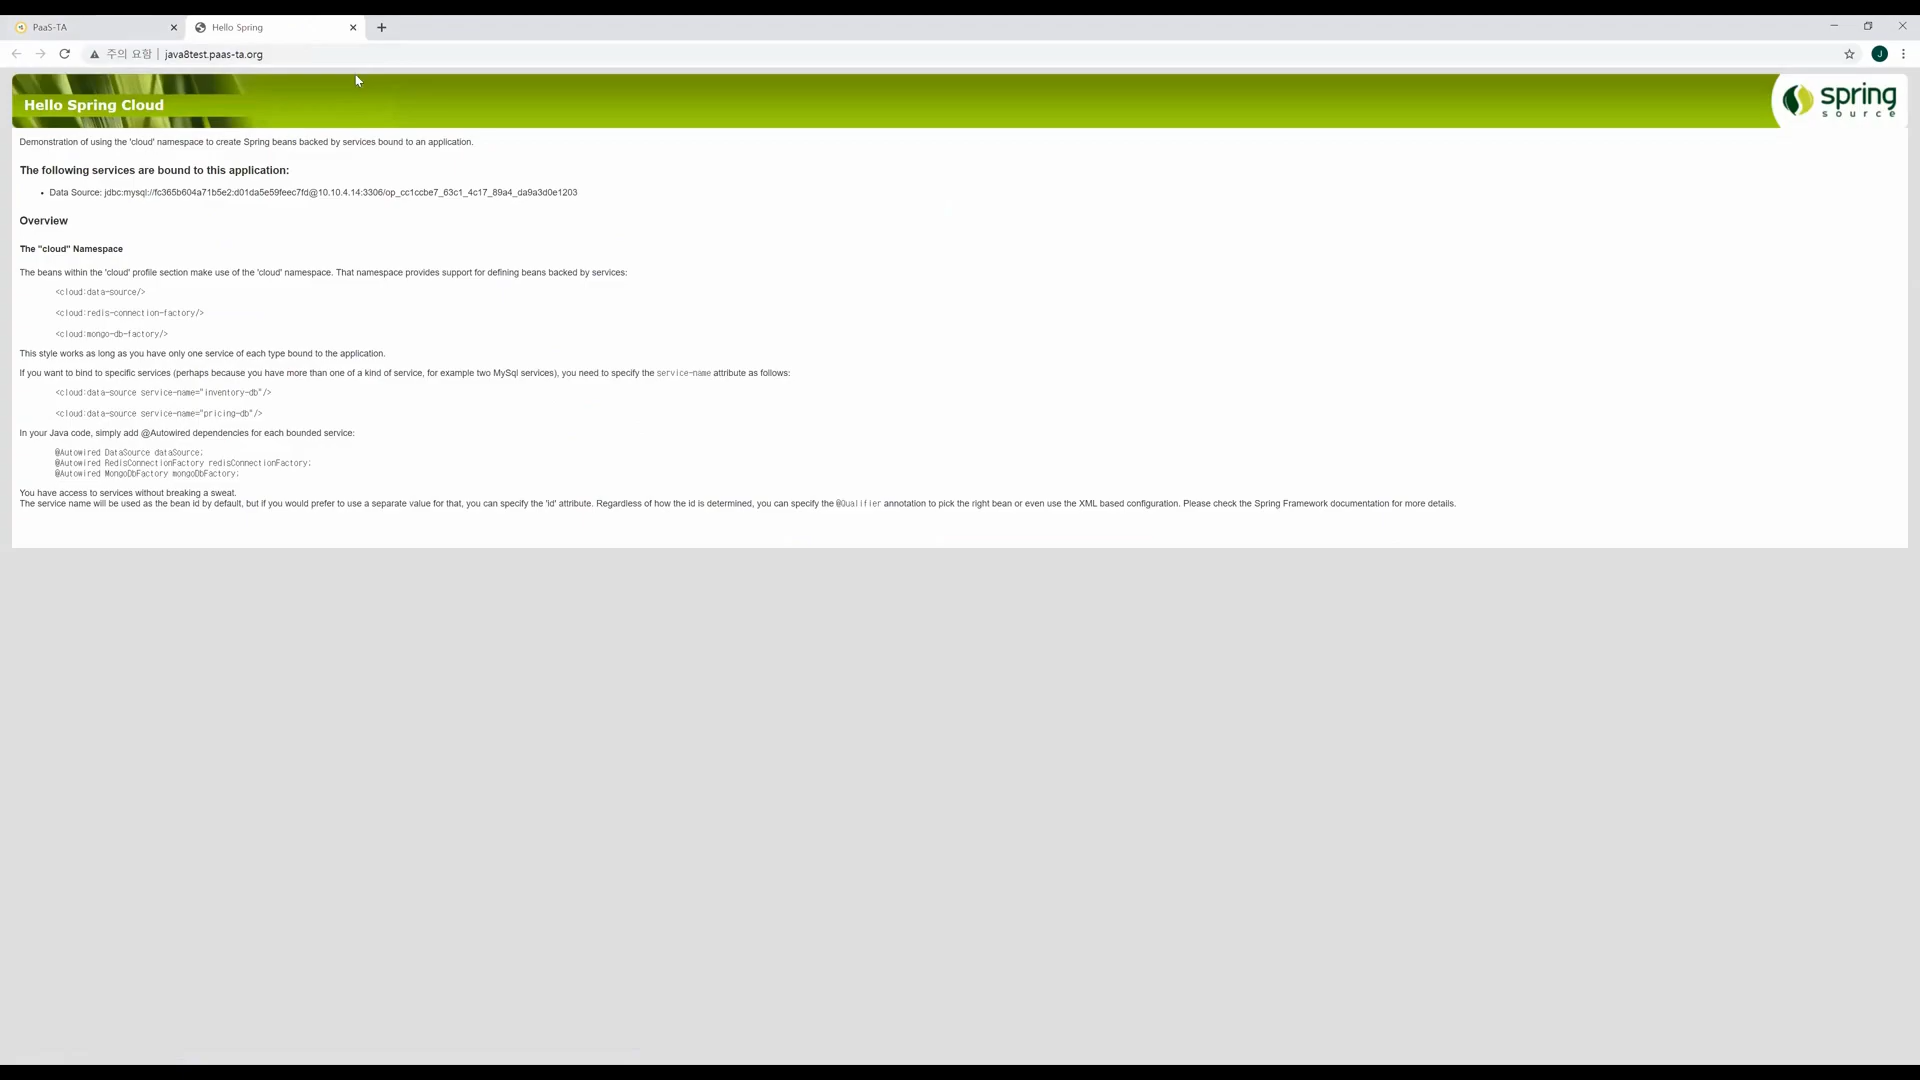 PaaS-TA
Hello Spring
주의 요함 | java8test.paas-ta.org
J
Hello Spring Cloud
spring
source
Demonstration of using the 'cloud' namespace to create Spring beans backed by services bound to an application.
The following services are bound to this application:
• Data Source: jdbc:mysql://fc365b604a71b5e2:d01da5e59feec7fd@10.10.4.14:3306/op_cc1ccbe7_63c1_4c17_89a4_da9a3d0e1203
Overview
The "cloud" Namespace
The beans within the 'cloud' profile section make use of the 'cloud' namespace. That namespace provides support for defining beans backed by services:
<cloud:data-source/>
<cloud:redis-connection-factory/>
<cloud:mongo-db-factory/>
This style works as long as you have only one service of each type bound to the application.
If you want to bind to specific services (perhaps because you have more than one of a kind of service, for example two MySql services), you need to specify the service-name attribute as follows:
<cloud:data-source service-name="inventory-db"/>
<cloud:data-source service-name="pricing-db"/>
In your Java code, simply add @Autowired dependencies for each bounded service:
@Autowired DataSource dataSource;
@Autowired RedisConnectionFactory redisConnectionFactory;
@Autowired MongoDbFactory mongoDbFactory;
You have access to services without breaking a sweat.
The service name will be used as the bean id by default, but if you would prefer to use a separate value for that, you can specify the 'id' attribute. Regardless of how the id is determined, you can specify the @Qualifier annotation to pick the right bean or even use the XML based configuration. Please check the Spring Framework documentation for more details.